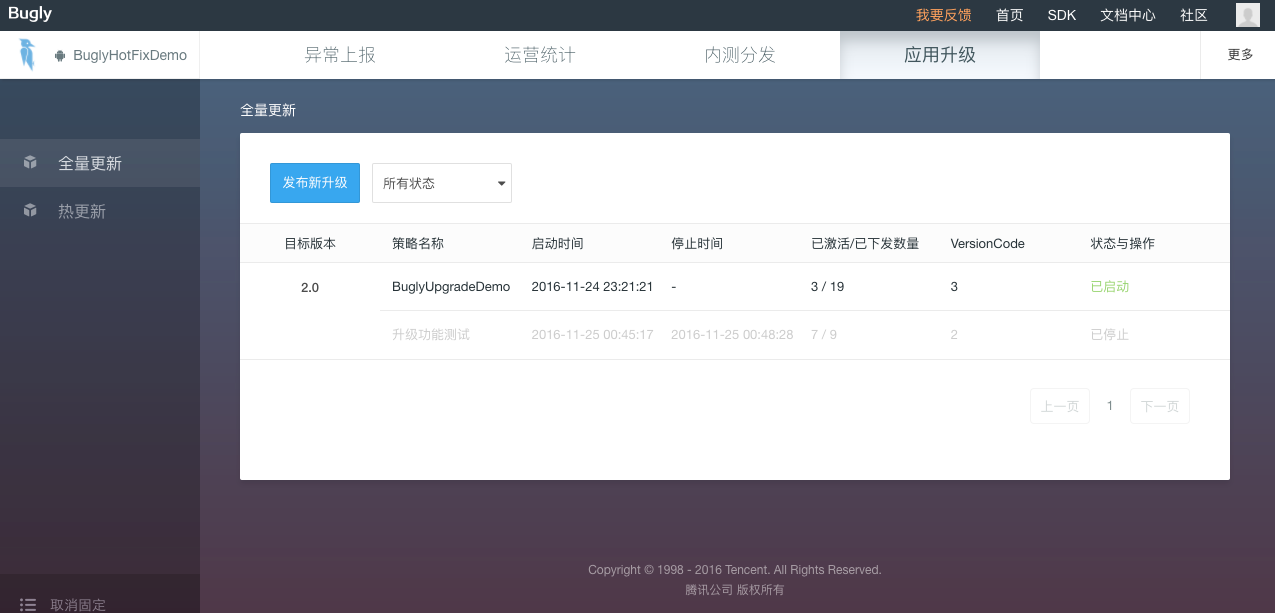 Bugly 我要反馈 首页 SDK 文档中心 社区
BuglyHotFixDemo 异常上报 运营统计 内测分发 应用升级 更多
全量更新
全量更新
热更新
发布新升级 所有状态
目标版本 策略名称 启动时间 停止时间 已激活/已下发数量 VersionCode 状态与操作
2.0 BuglyUpgradeDemo 2016-11-24 23:21:21 - 3 / 19 3 已启动
升级功能测试 2016-11-25 00:45:17 2016-11-25 00:48:28 7 / 9 2 已停止
上一页 1 下一页
Copyright © 1998 - 2016 Tencent. All Rights Reserved.
腾讯公司 版权所有
取消固定